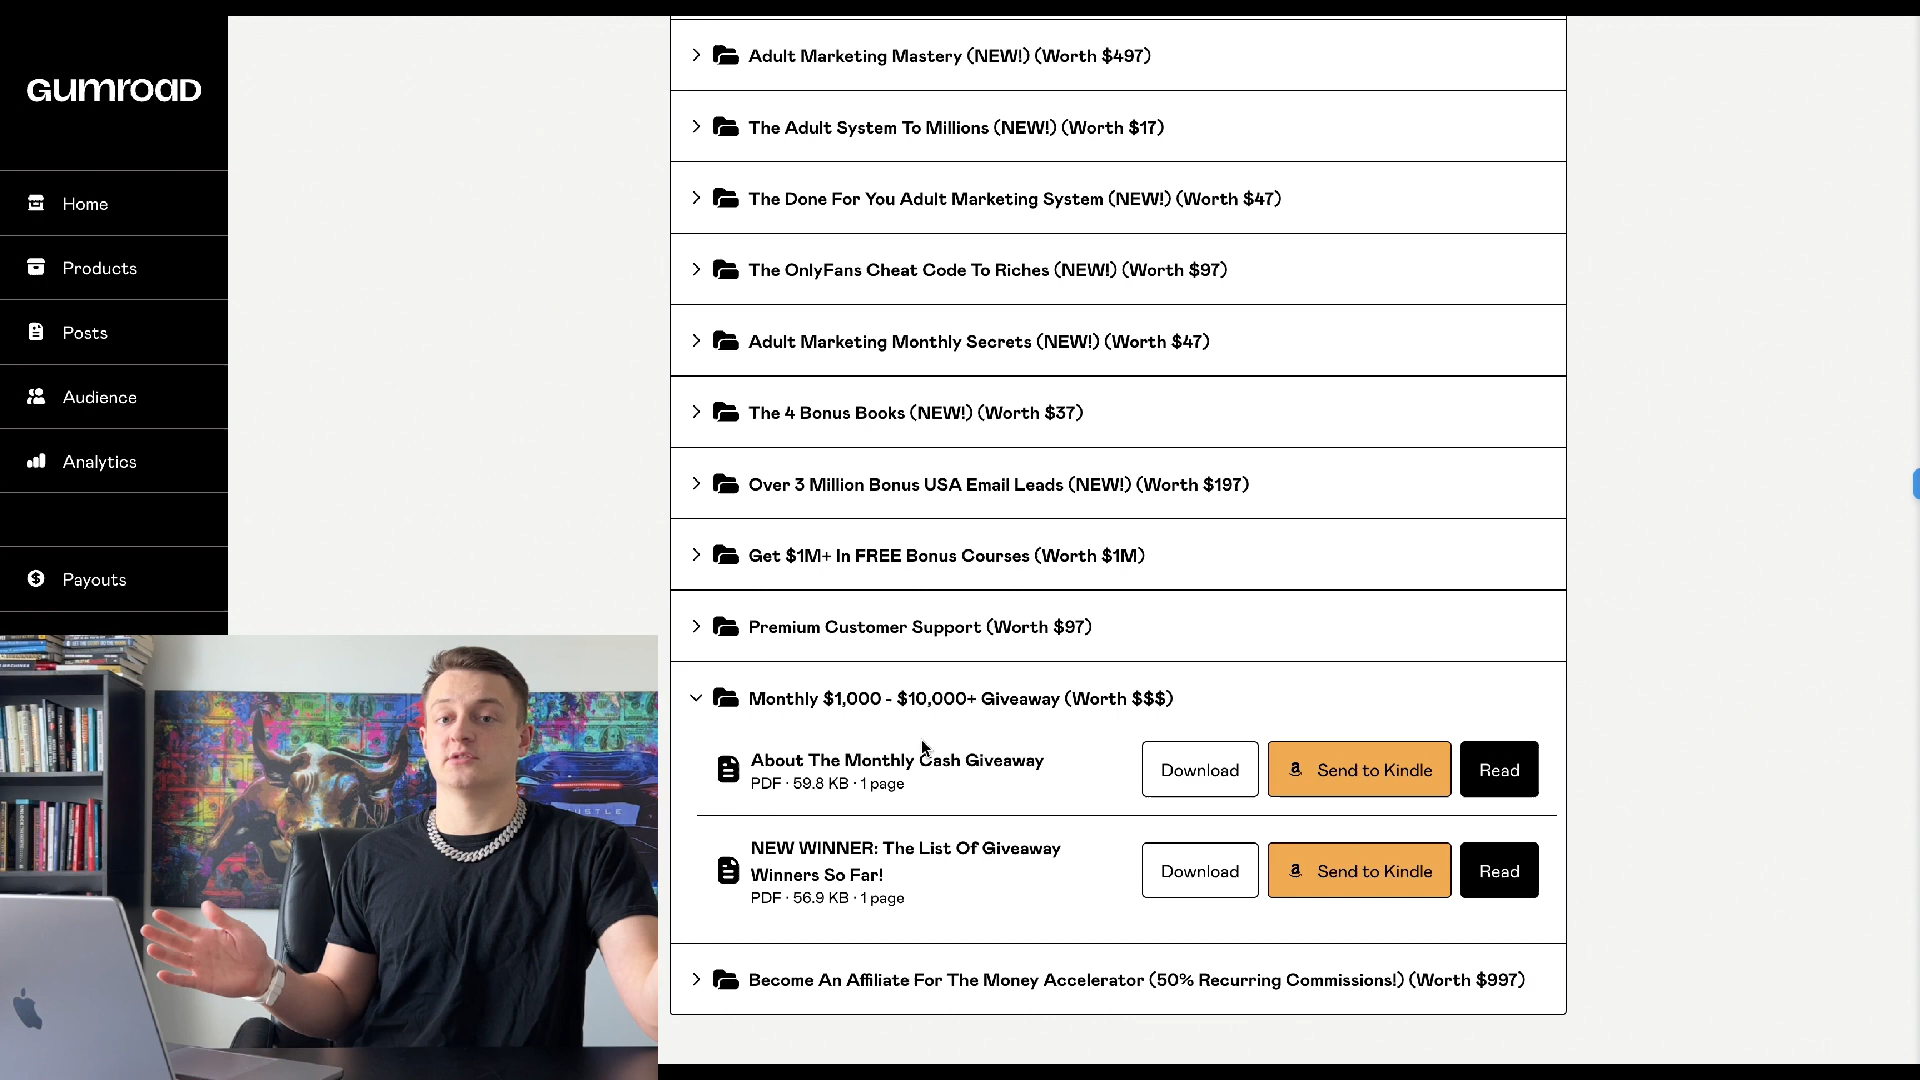 GUMROAD
Home
Products
Posts
Audience
Analytics
Payouts
Adult Marketing Mastery (NEW!) (Worth $497)
The Adult System To Millions (NEW!) (Worth $17)
The Done For You Adult Marketing System (NEW!) (Worth $47)
The OnlyFans Cheat Code To Riches (NEW!) (Worth $97)
Adult Marketing Monthly Secrets (NEW!) (Worth $47)
The 4 Bonus Books (NEW!) (Worth $37)
Over 3 Million Bonus USA Email Leads (NEW!) (Worth $197)
Get $1M+ In FREE Bonus Courses (Worth $1M)
Premium Customer Support (Worth $97)
Monthly $1,000 - $10,000+ Giveaway (Worth $$$)
About The Monthly Cash Giveaway
PDF · 59.8 KB · 1 page
Download
Send to Kindle
Read
NEW WINNER: The List Of Giveaway
Winners So Far!
PDF · 56.9 KB · 1 page
Download
Send to Kindle
Read
Become An Affiliate For The Money Accelerator (50% Recurring Commissions!) (Worth $997)